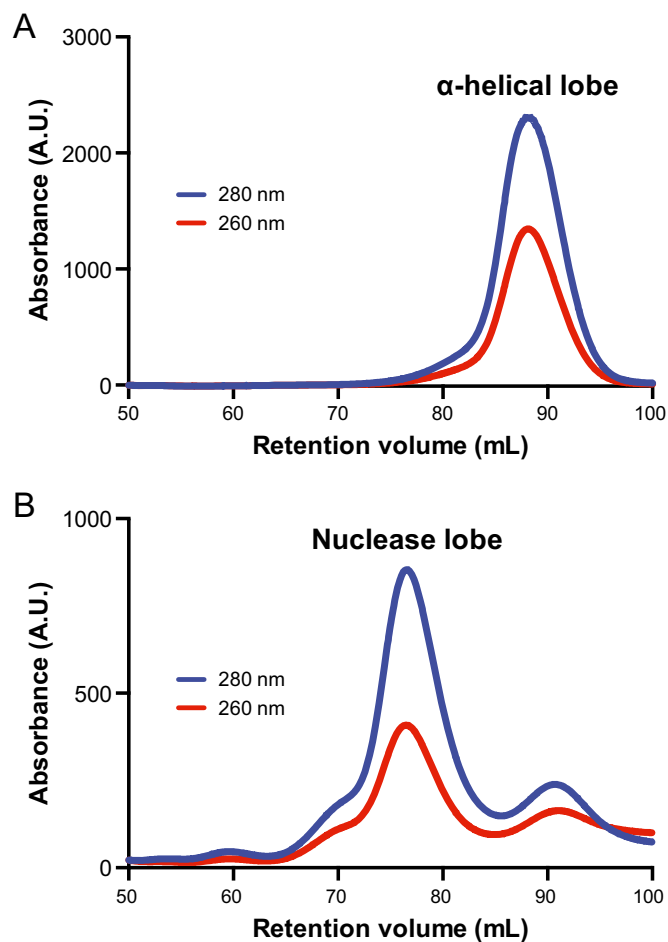 A
Absorbance (A.U.)
3000
2000
1000
0
α-helical lobe
280 nm
260 nm
50 60 70 80 90 100
Retention volume (mL)
B
Absorbance (A.U.)
1000
500
0
Nuclease lobe
280 nm
260 nm
50 60 70 80 90 100
Retention volume (mL)